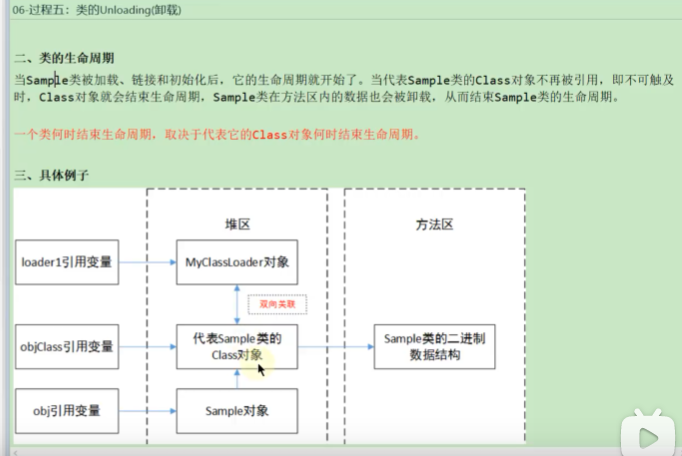 06-过程五：类的Unloading(卸载)
二、类的生命周期
当Sample类被加载、链接和初始化后，它的生命周期就开始了。当代表Sample类的Class对象不再被引用，即不可触及
时，Class对象就会结束生命周期，Sample类在方法区内的数据也会被卸载，从而结束Sample类的生命周期。
一个类何时结束生命周期，取决于代表它的Class对象何时结束生命周期。
三、具体例子
堆区
方法区
loader1引用变量
MyClassLoader对象
双向关联
objClass引用变量
代表Sample类的
Class对象
Sample类的二进制
数据结构
obj引用变量
Sample对象